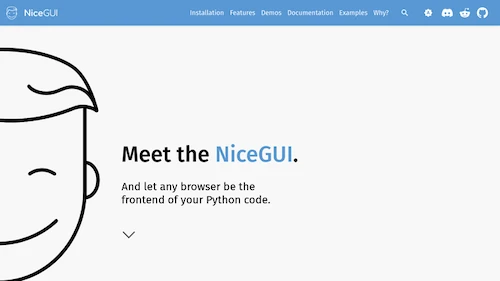 NiceGUI
Installation Features Demos Documentation Examples Why?
Meet the NiceGUI.
And let any browser be the
frontend of your Python code.